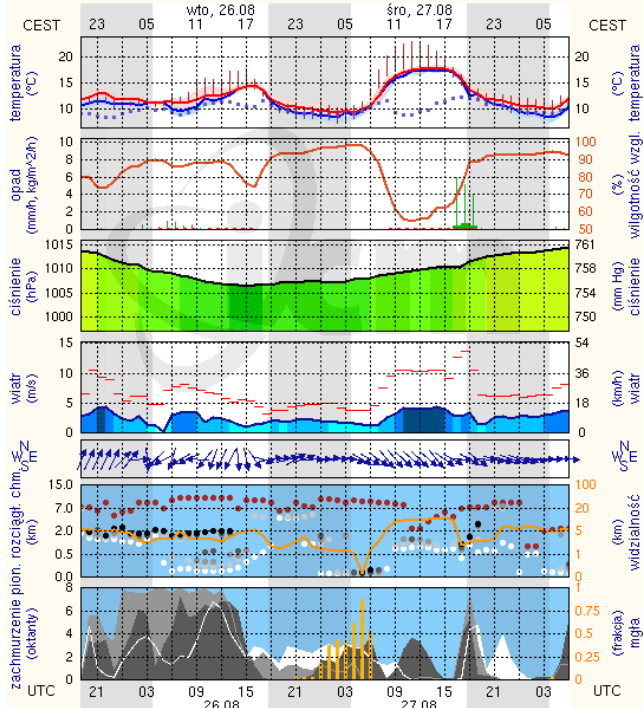 wto, 26.08 śro, 27.08
CEST 23 05 11 17 23 05 11 17 23 05 CEST
temperatura (°C) 20 15 10 20 15 10 temperatura (°C)
opad (mm/h, kg/m^2/h) 10 8 6 4 2 0 100 90 80 70 60 50 (%) wilgotność wzgl.
ciśnienie (hPa) 1015 1010 1005 1000 761 758 754 750 (mm Hg) ciśnienie
wiatr (m/s) 15 10 5 0 54 36 18 0 (km/h) wiatr
N W E S N W E S
pion. rozciągł. chm. (km) 15.0 7.0 2.0 0.5 0.0 100 20 5 1 0 (km) widzialność
zachmurzenie (oktanty) 8 6 4 2 0 1 0.75 0.5 0.25 0 (frakcja) mgła
UTC 21 03 09 15 21 03 09 15 21 03 UTC
26.08 27.08